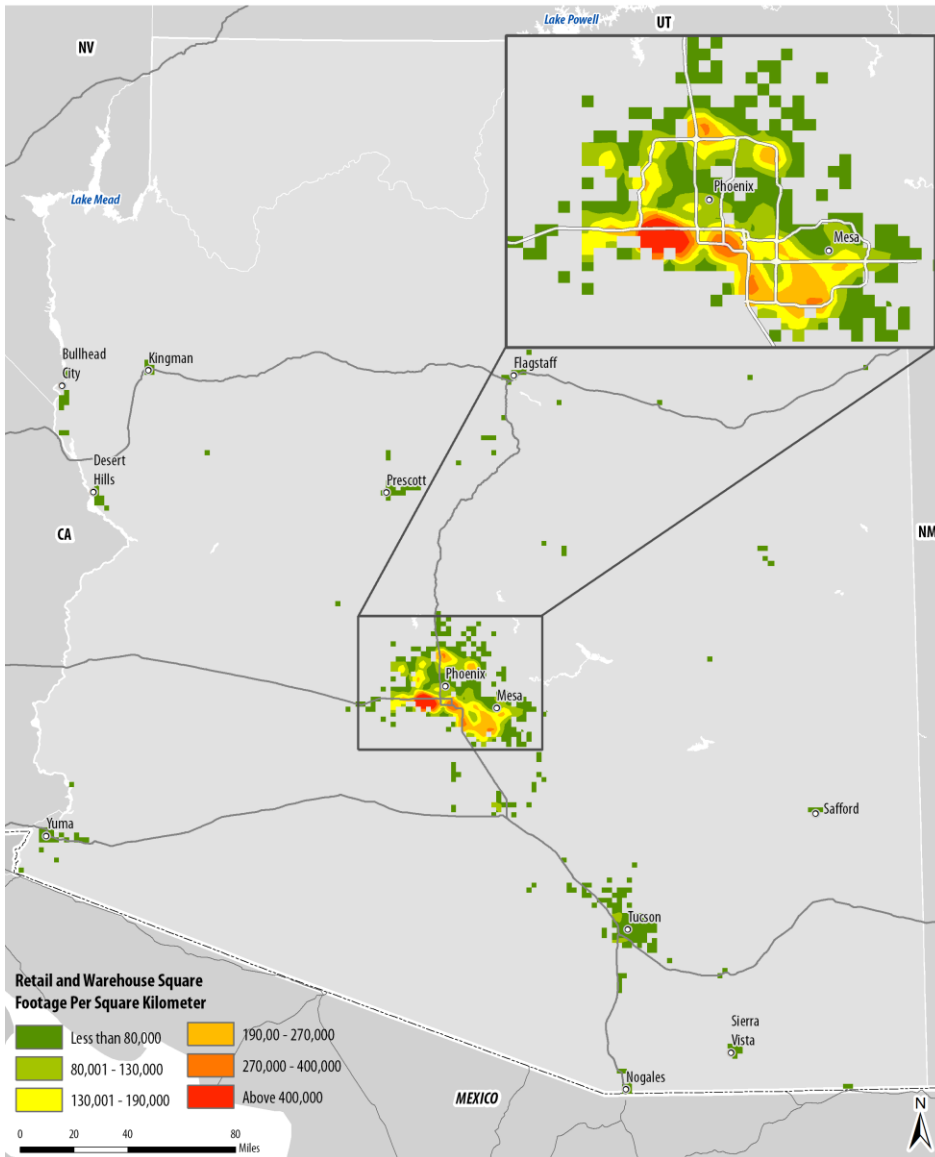 Lake Powell
UT
NV
Phoenix
Mesa
Lake Mead
Bullhead
City
Kingman
Flagstaff
Desert
Hills
Prescott
CA
NM
Phoenix
Mesa
Safford
Yuma
Tucson
Retail and Warehouse Square
Footage Per Square Kilometer
Less than 80,000
80,001 - 130,000
130,001 - 190,000
190,00 - 270,000
270,000 - 400,000
Above 400,000
Sierra
Vista
Nogales
MEXICO
N
0 20 40 80
Miles